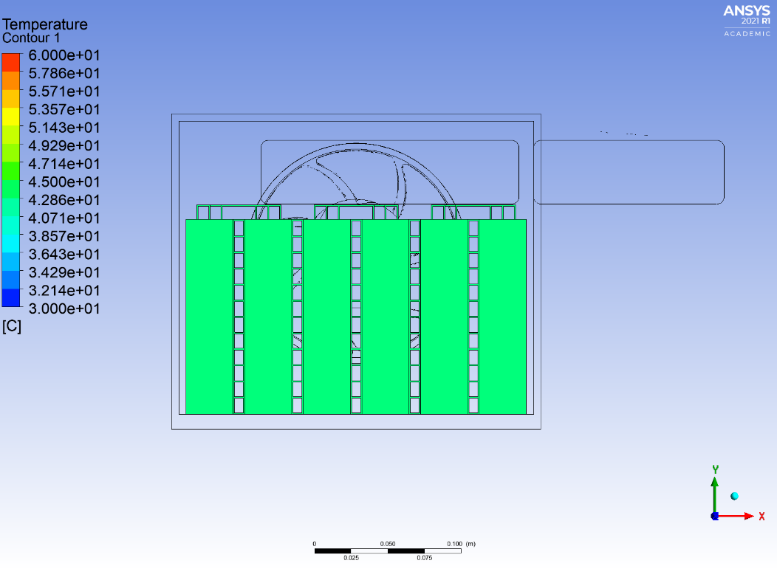 ANSYS
2021 R1
ACADEMIC
Temperature
Contour 1
6.000e+01
5.786e+01
5.571e+01
5.357e+01
5.143e+01
4.929e+01
4.714e+01
4.500e+01
4.286e+01
4.071e+01
3.857e+01
3.643e+01
3.429e+01
3.214e+01
3.000e+01
[C]
Y
X
0 0.050 0.100 (m)
0.025 0.075